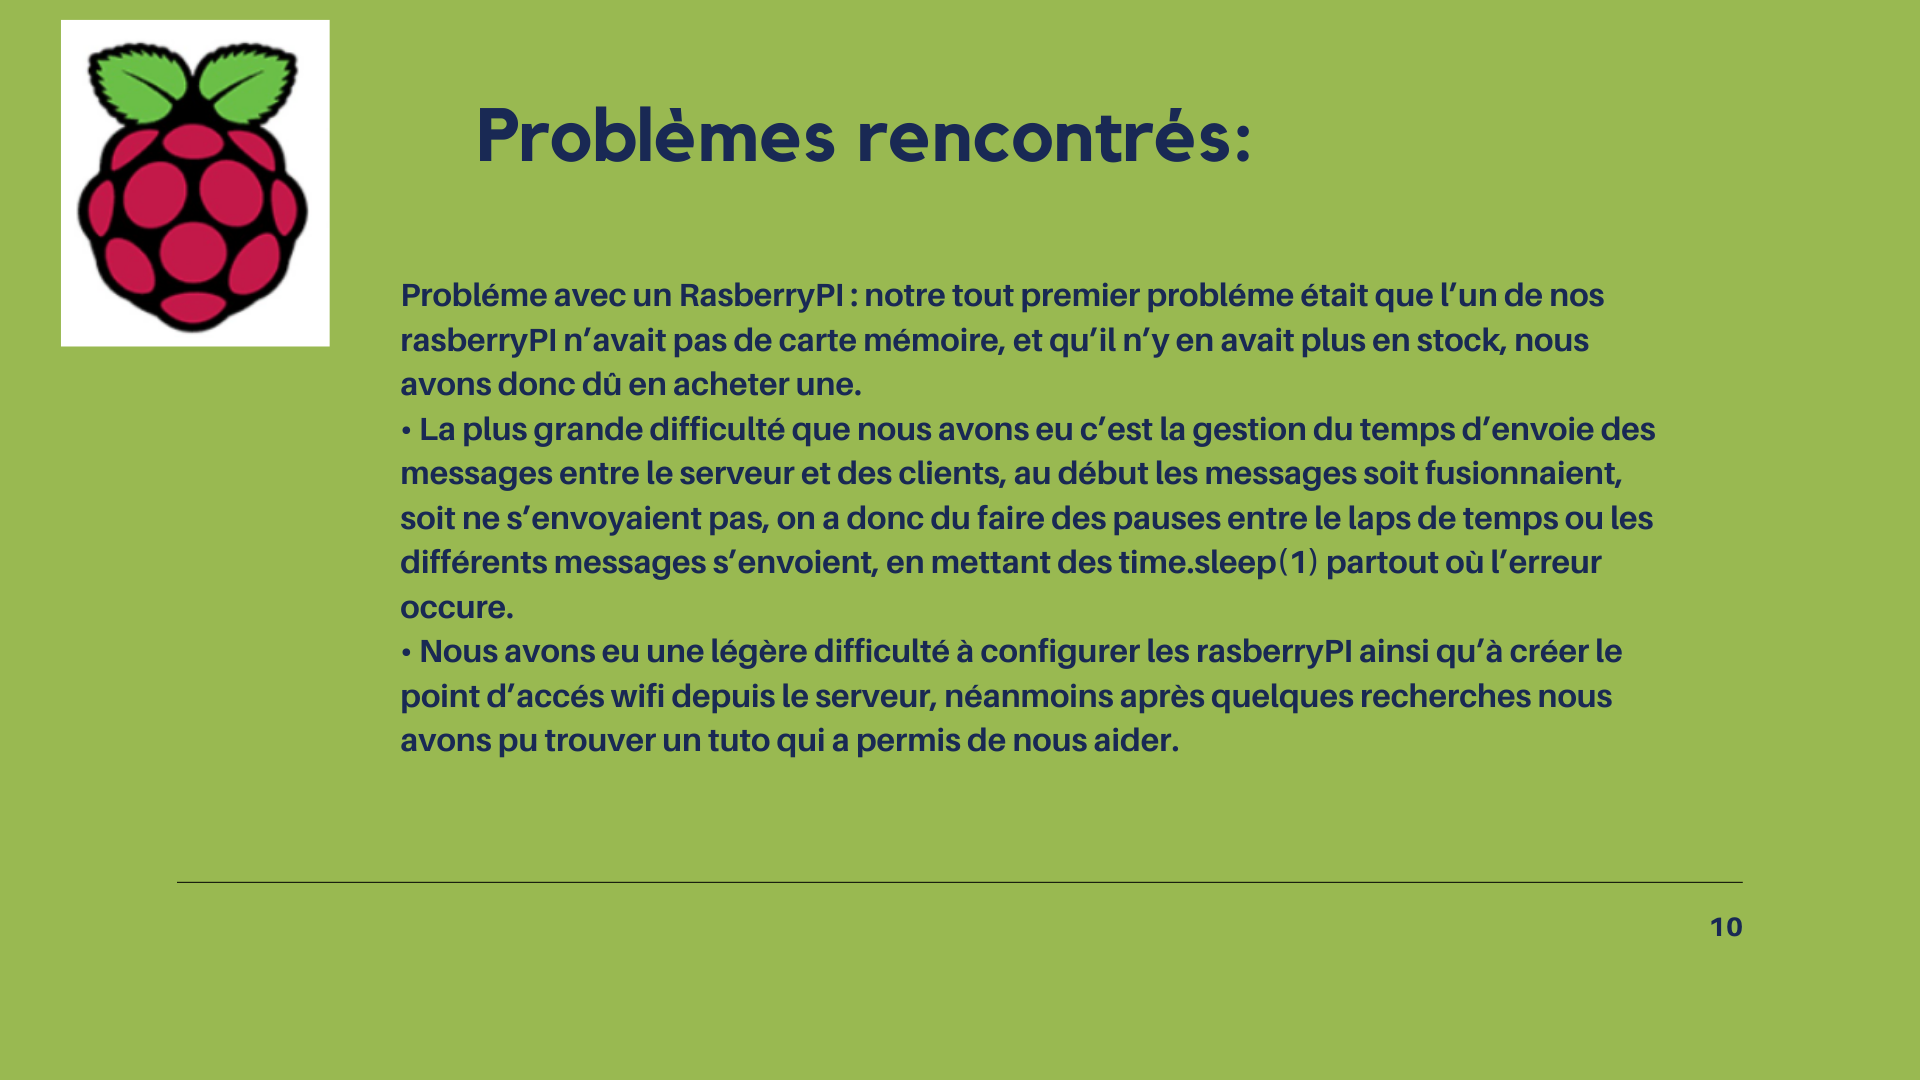 Problèmes rencontrés:
Probléme avec un RasberryPI : notre tout premier probléme était que l’un de nos
rasberryPI n’avait pas de carte mémoire, et qu’il n’y en avait plus en stock, nous
avons donc dû en acheter une.
• La plus grande difficulté que nous avons eu c’est la gestion du temps d’envoie des
messages entre le serveur et des clients, au début les messages soit fusionnaient,
soit ne s’envoyaient pas, on a donc du faire des pauses entre le laps de temps ou les
différents messages s’envoient, en mettant des time.sleep(1) partout où l’erreur
occure.
• Nous avons eu une légère difficulté à configurer les rasberryPI ainsi qu’à créer le
point d’accés wifi depuis le serveur, néanmoins après quelques recherches nous
avons pu trouver un tuto qui a permis de nous aider.
10